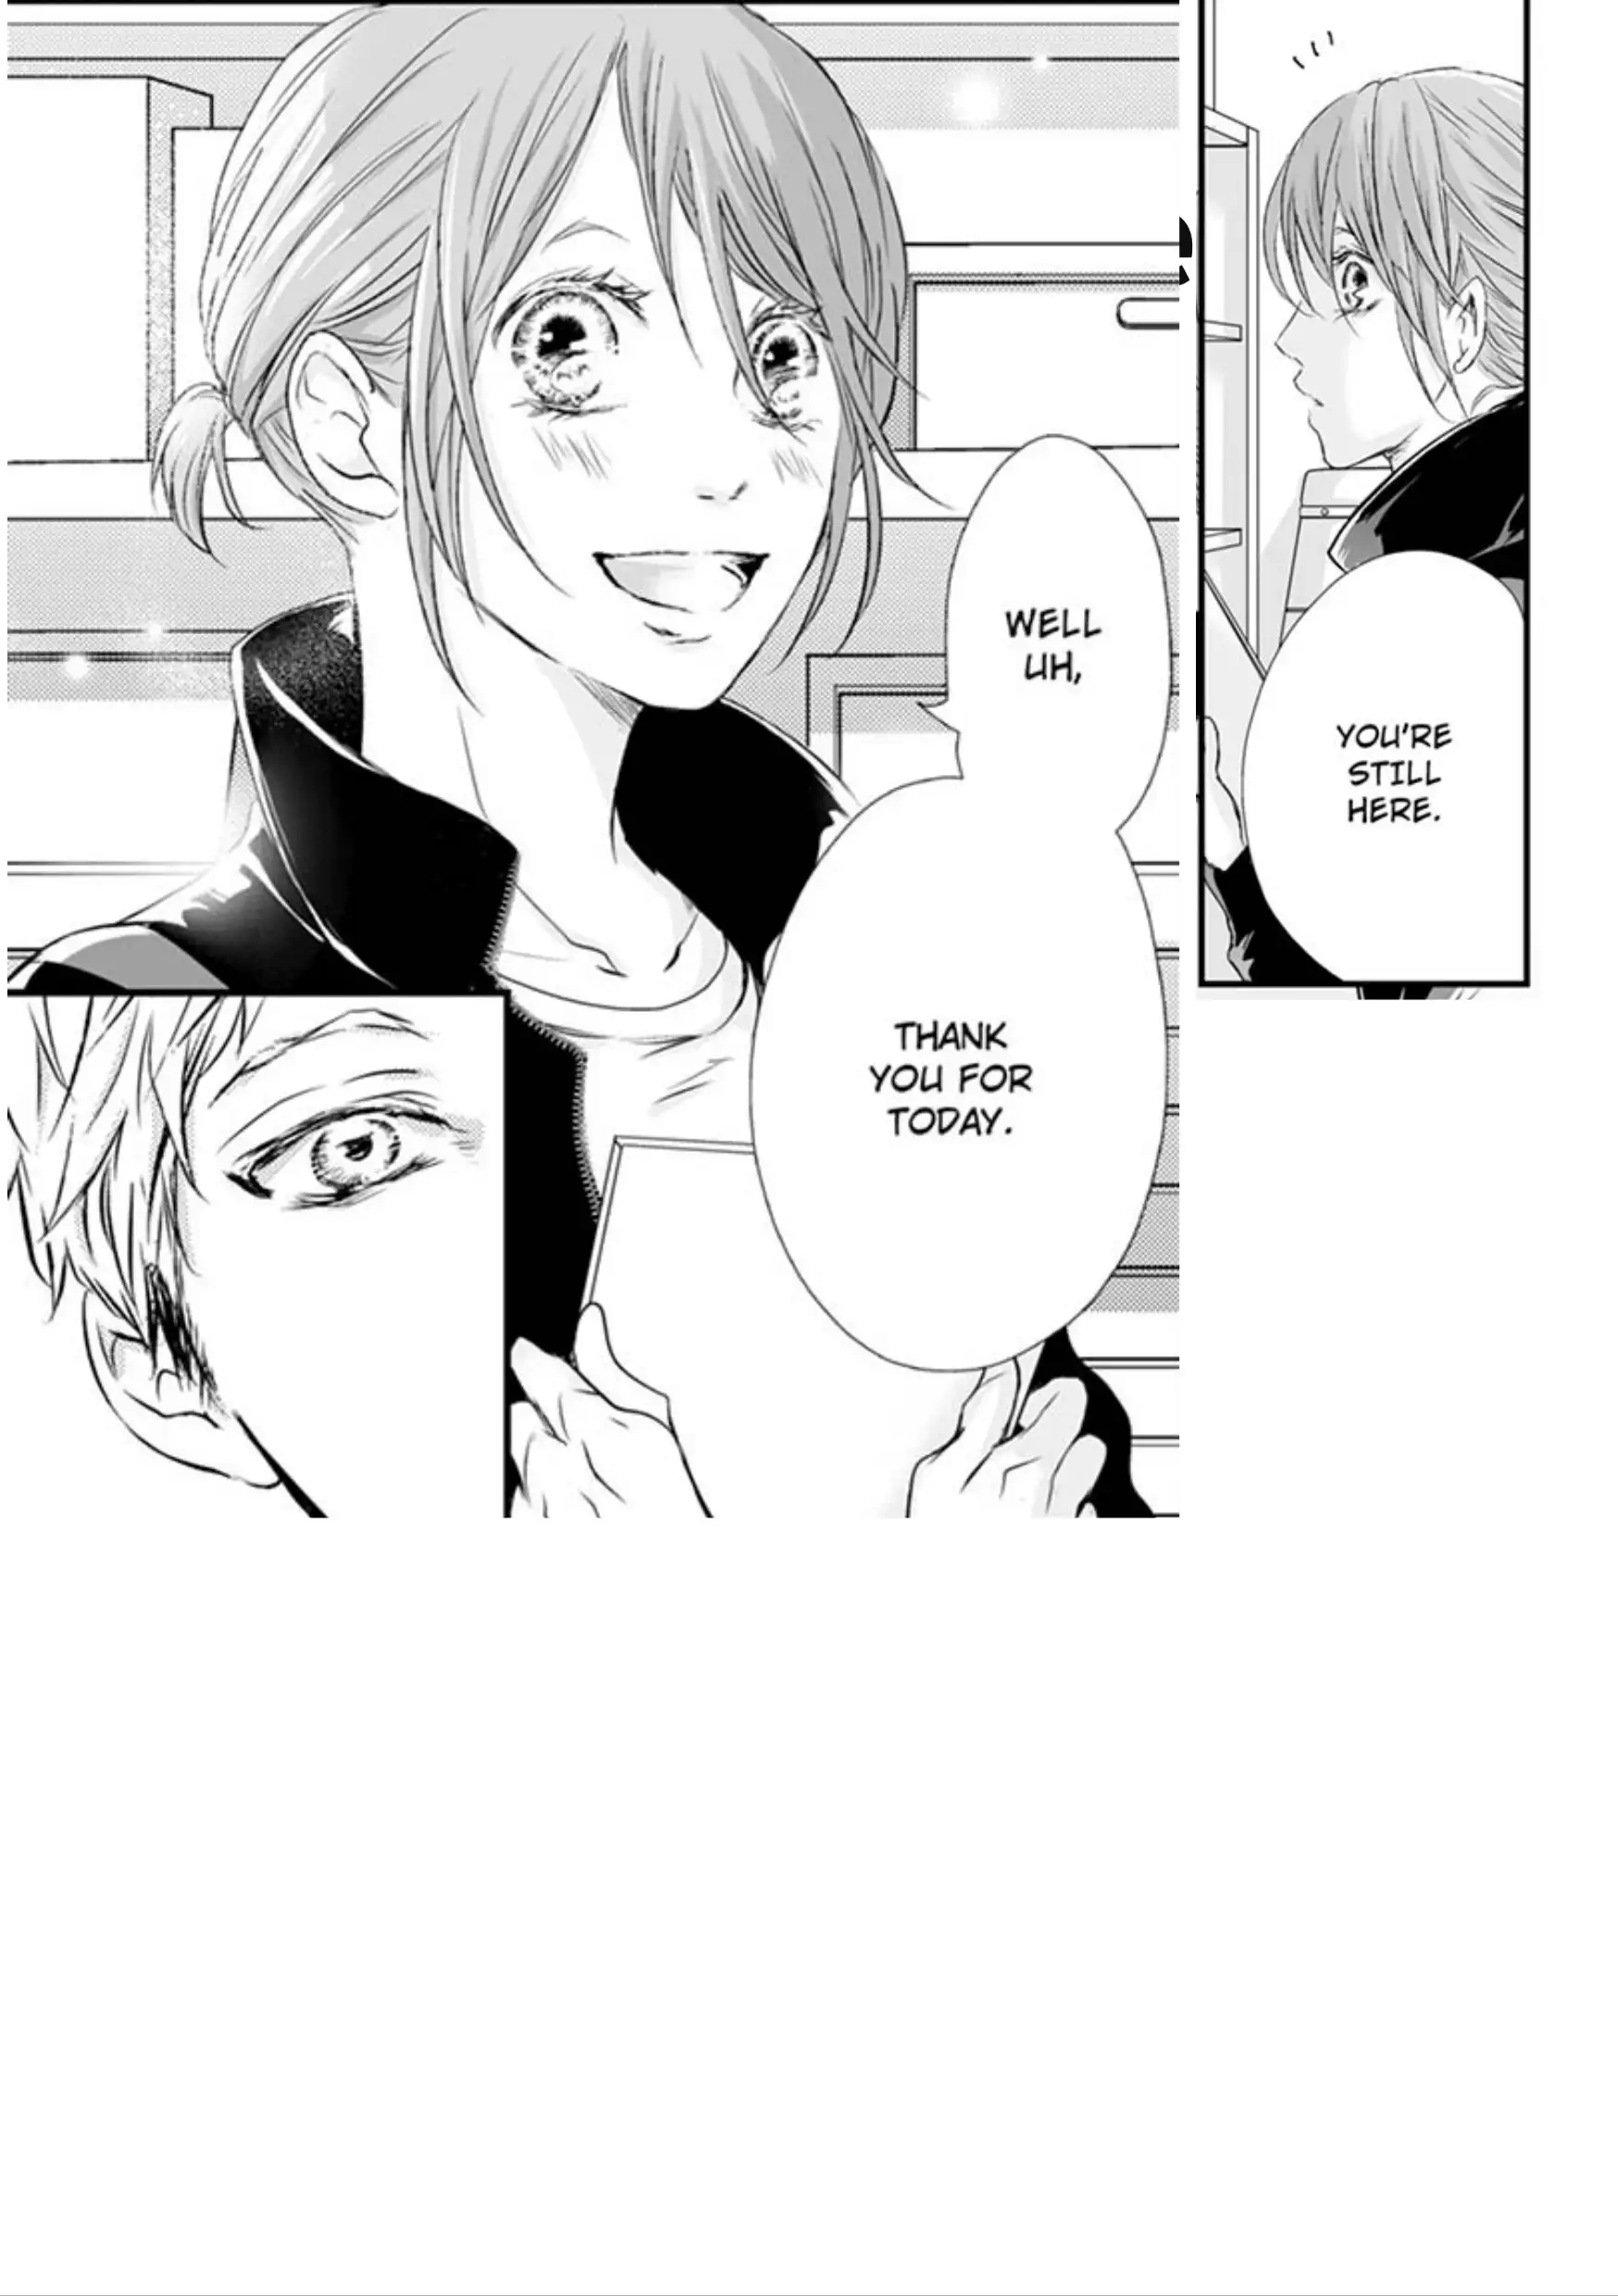 YOU'RE
STILL
HERE.
WELL
UH,
THANK
YOU FOR
TODAY.